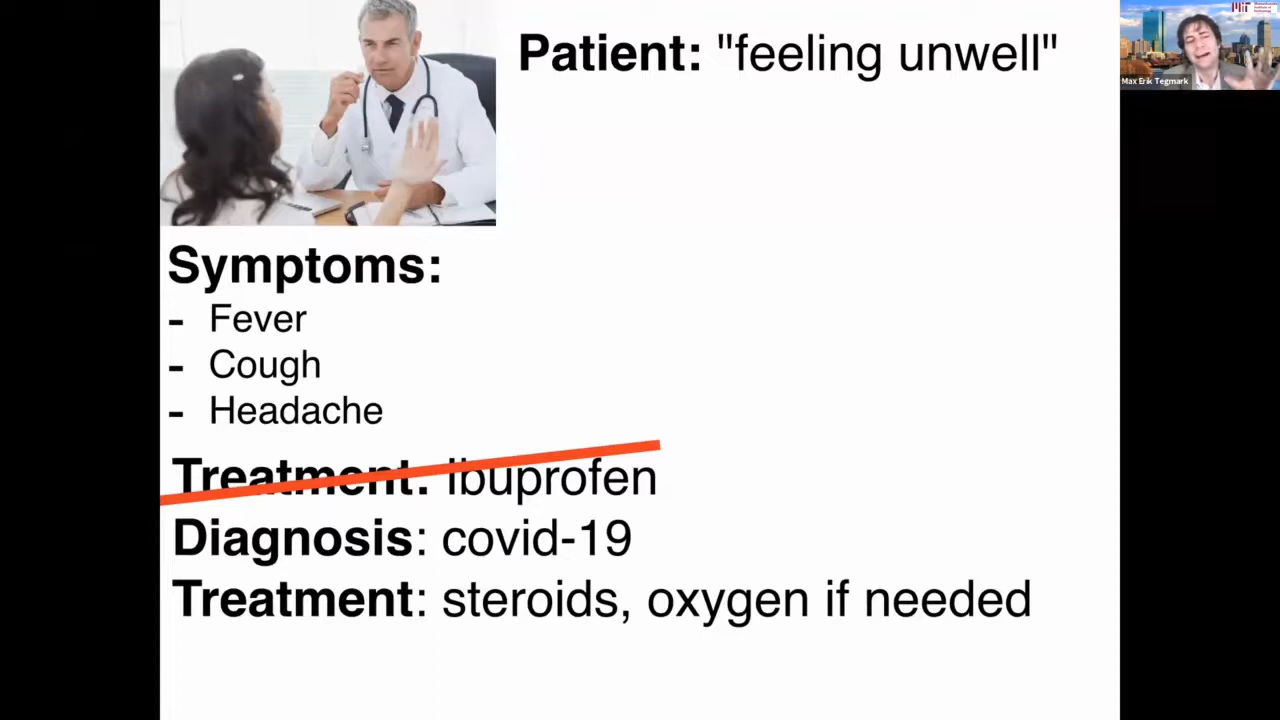 Patient: "feeling unwell"
MIT
Max Erik Tegmark
Symptoms:
- Fever
- Cough
- Headache
Treatment: Ibuprofen
Diagnosis: covid-19
Treatment: steroids, oxygen if needed